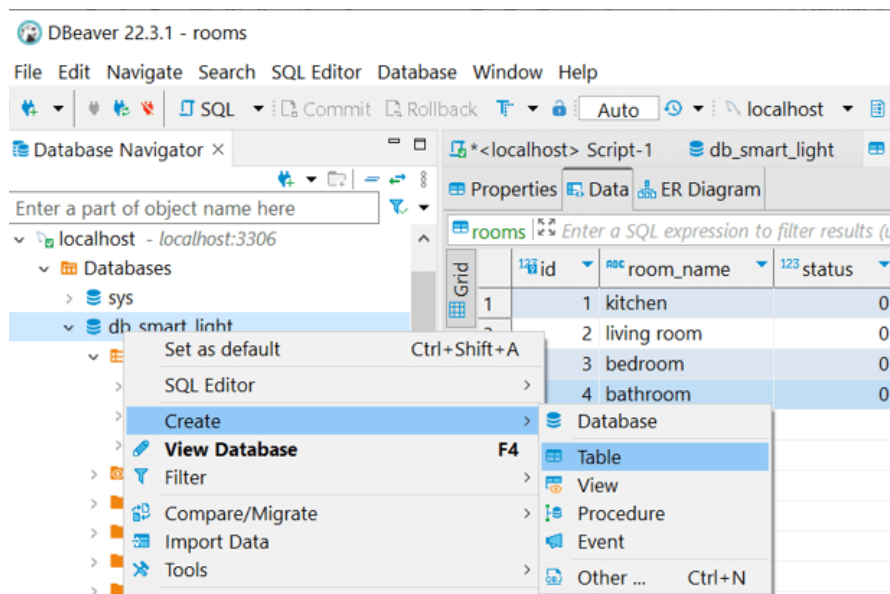 DBeaver 22.3.1 - rooms
File Edit Navigate Search SQL Editor Database Window Help
SQL Commit Rollback Auto localhost
Database Navigator
*<localhost> Script-1 db_smart_light
Properties Data ER Diagram
Enter a part of object name here
rooms Enter a SQL expression to filter results (
localhost - localhost:3306
Databases
sys
db_smart_light
Grid
123 id ABC room_name 123 status
1 1 kitchen 0
2 2 living room 0
3 bedroom 0
4 bathroom 0
Set as default Ctrl+Shift+A
SQL Editor
Create
View Database F4
Filter
Compare/Migrate
Import Data
Tools
Database
Table
View
Procedure
Event
Other ... Ctrl+N